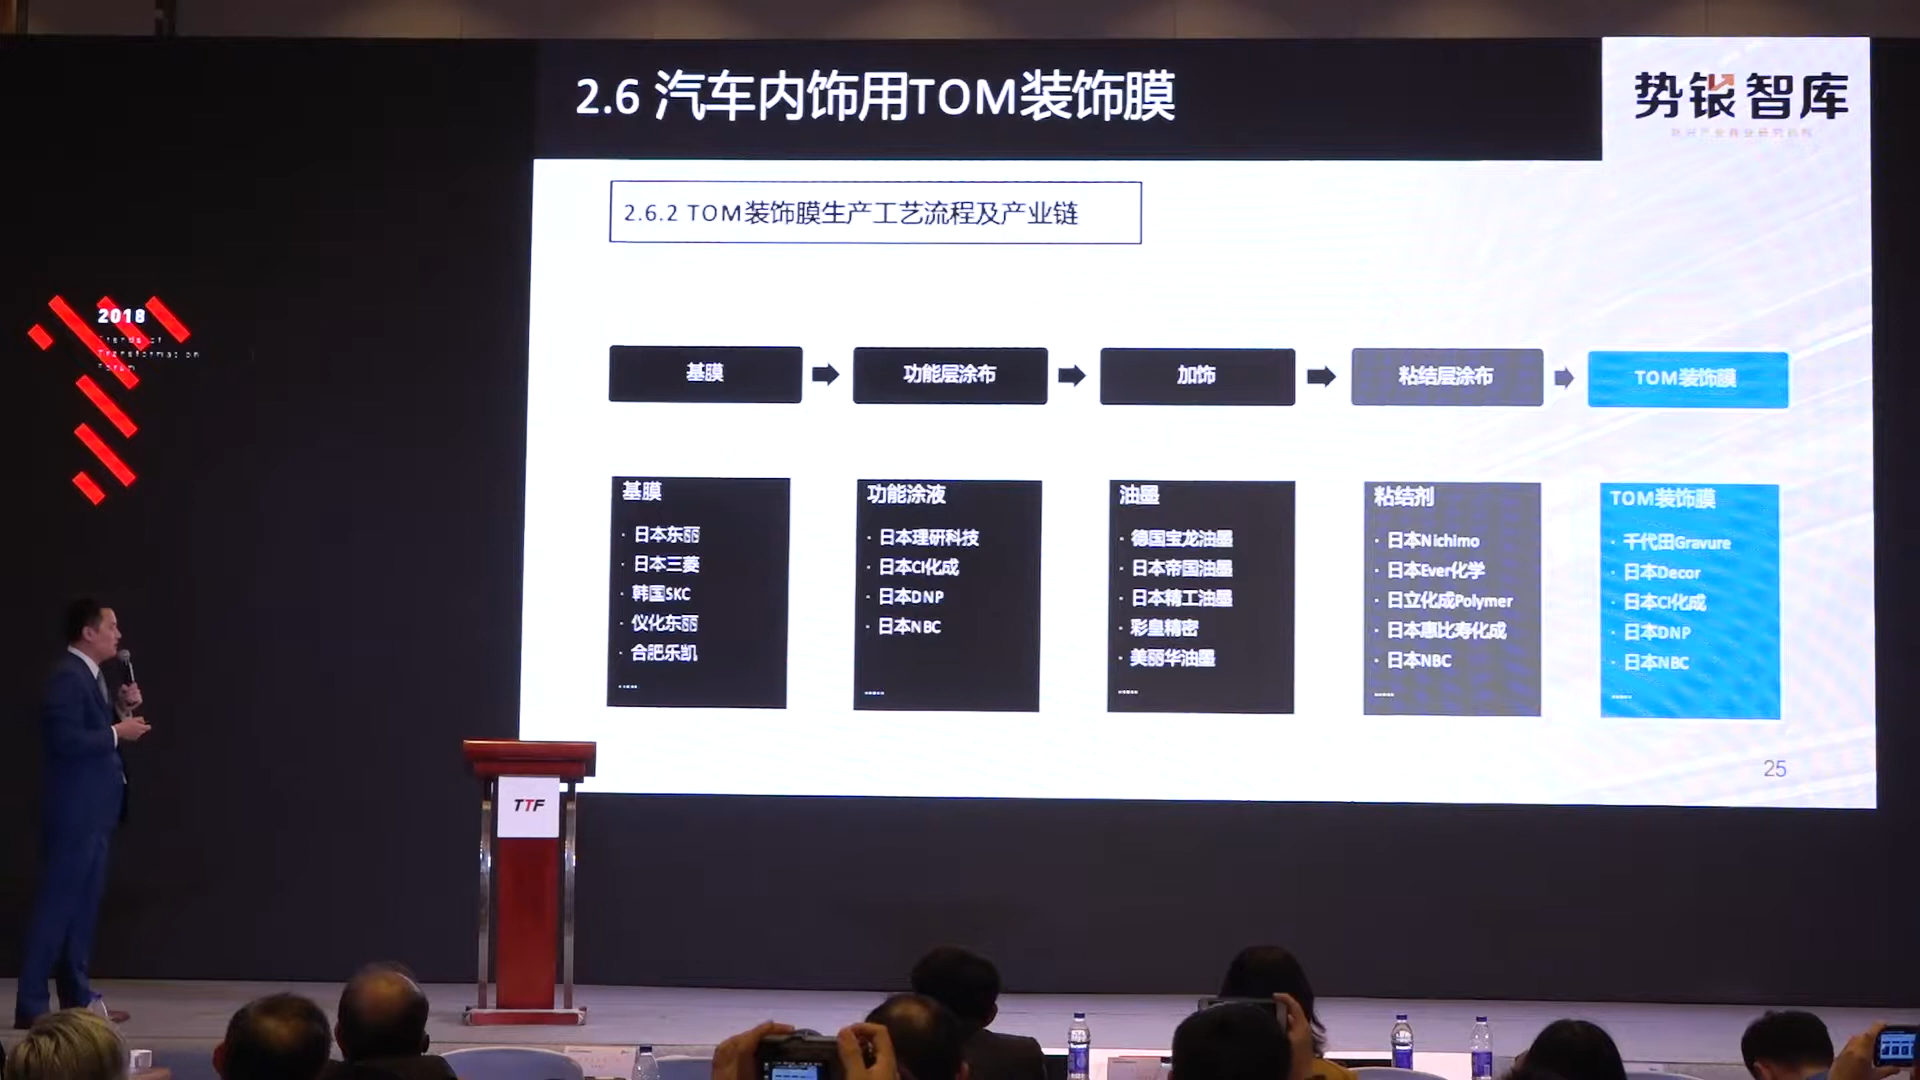 2.6 汽车内饰用TOM装饰膜
势银智库
2.6.2 TOM装饰膜生产工艺流程及产业链
2018
Trends of
Transformation
Forum
基膜
功能层涂布
加饰
粘结层涂布
TOM装饰膜
基膜
· 日本东丽
· 日本三菱
· 韩国SKC
· 仪化东丽
· 合肥乐凯
......
功能涂液
· 日本理研科技
· 日本CI化成
· 日本DNP
· 日本NBC
......
油墨
· 德国宝龙油墨
· 日本帝国油墨
· 日本精工油墨
· 彩皇精密
· 美丽华油墨
......
粘结剂
· 日本Nichimo
· 日本Ever化学
· 日立化成Polymer
· 日本惠比寿化成
· 日本NBC
......
TOM装饰膜
· 千代田Gravure
· 日本Decor
· 日本CI化成
· 日本DNP
· 日本NBC
......
25
TTF